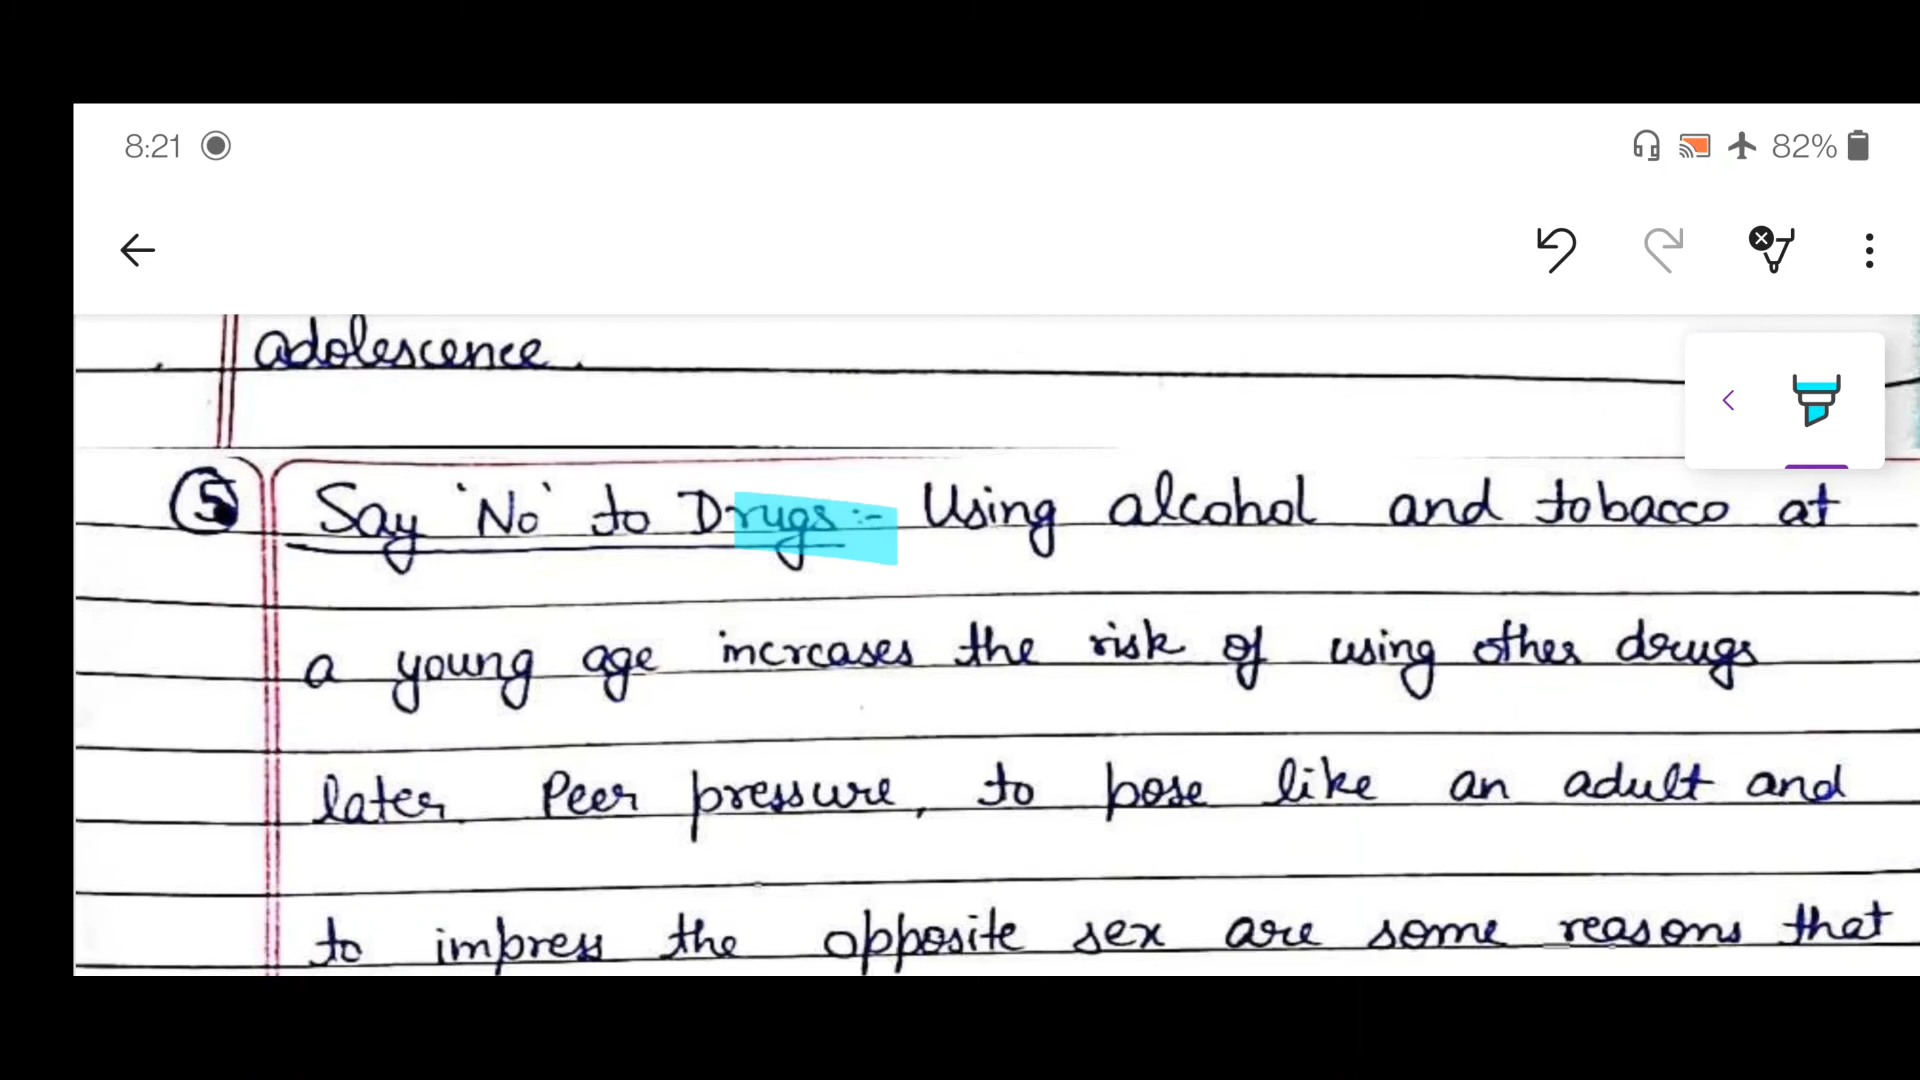 8:21
82%
adolescence.
5 Say 'No' to Drugs :- Using alcohol and tobacco at
a young age increases the risk of using other drugs
later. Peer pressure, to pose like an adult and
to impress the opposite sex are some reasons that